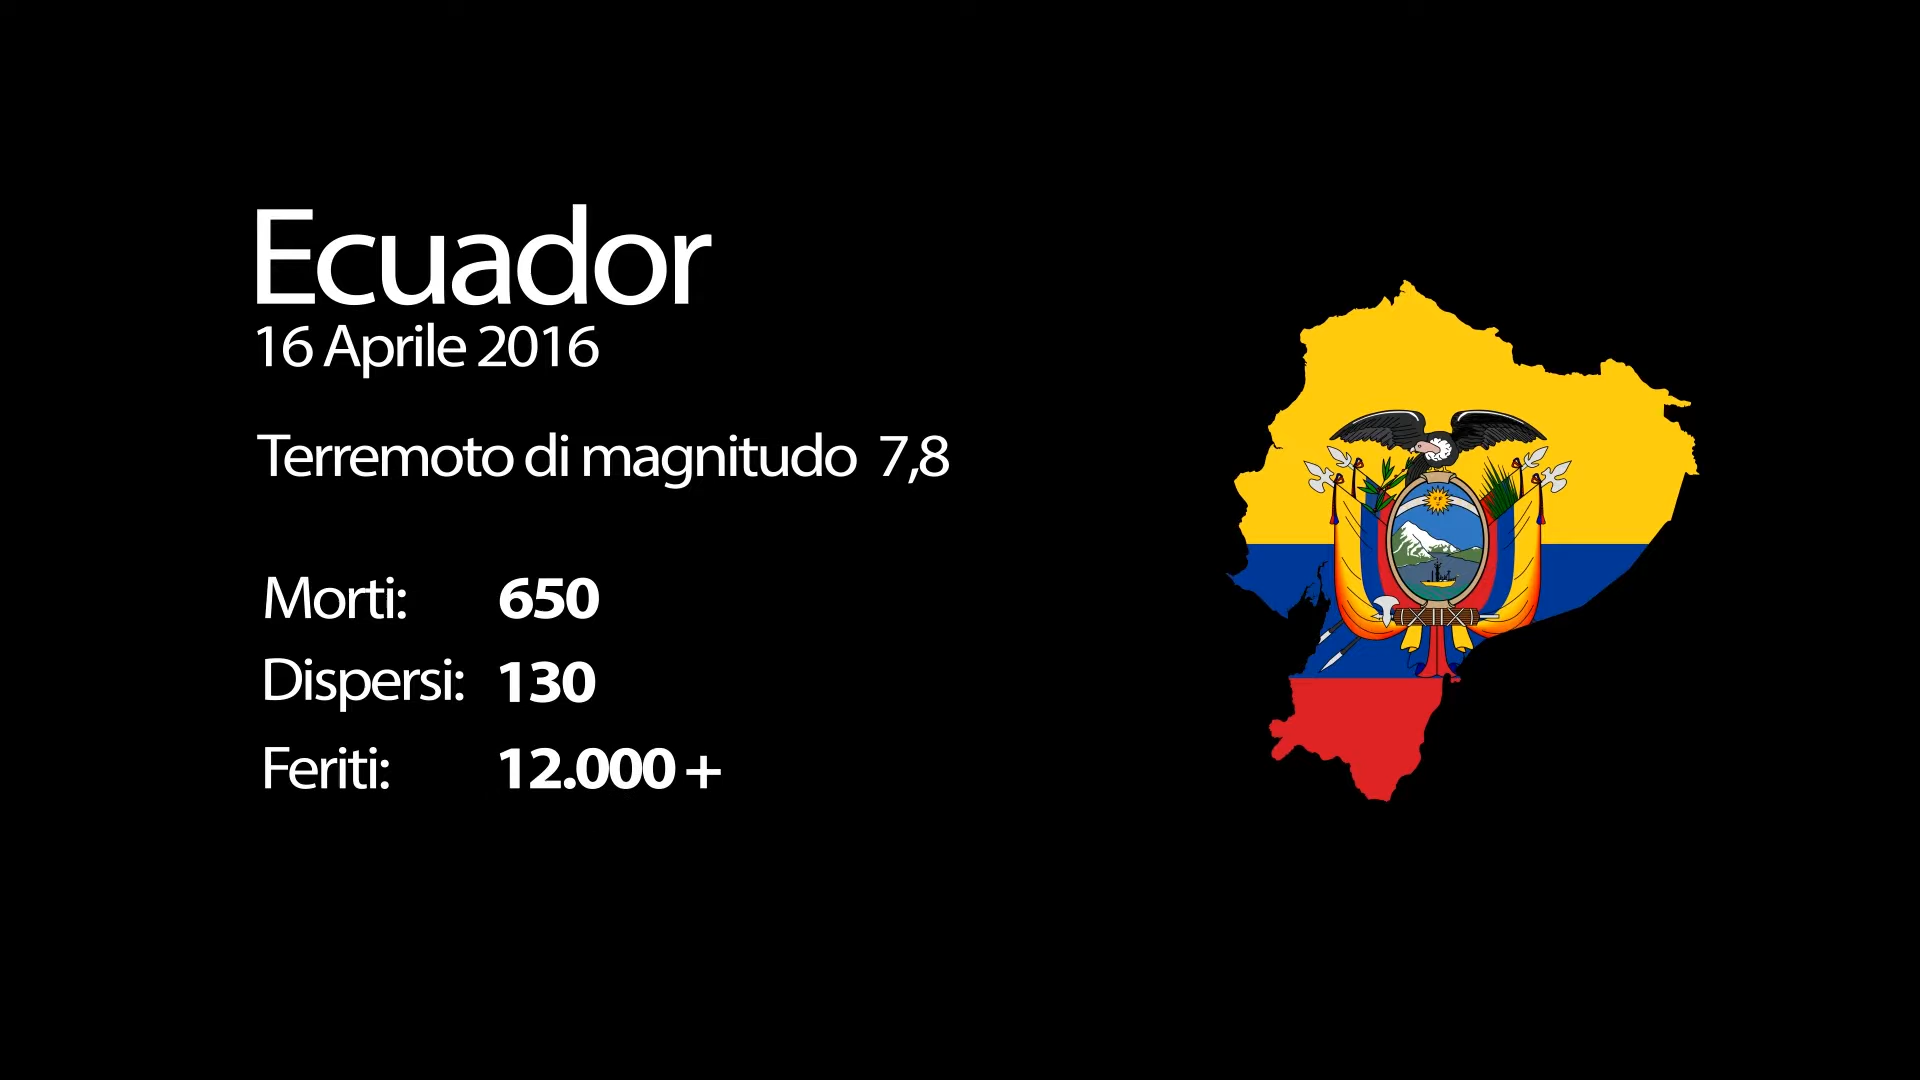 Ecuador
16 Aprile 2016
Terremoto di magnitudo 7,8
Morti: 650
Dispersi: 130
Feriti: 12.000 +